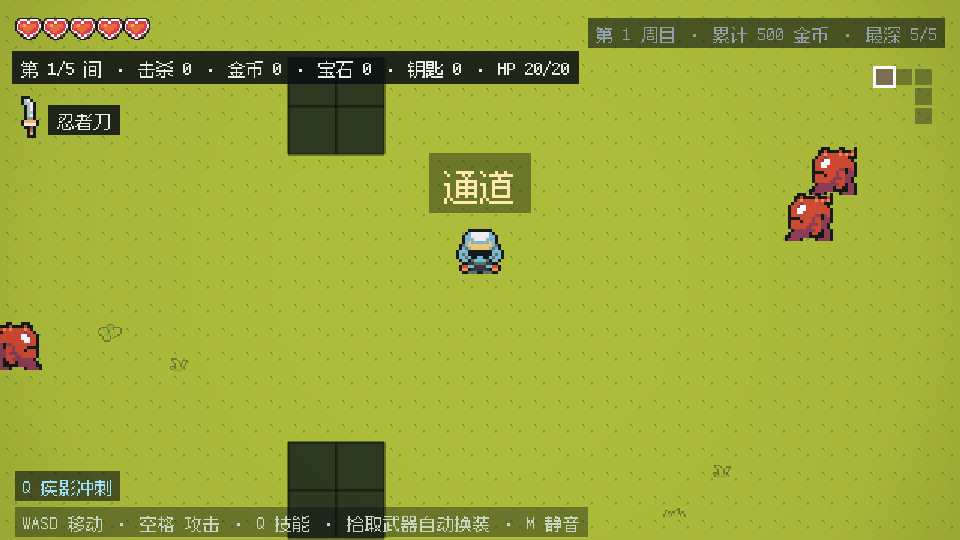 第 1 周目 · 累计 500 金币 · 最深 5/5
第 1/5 间 · 击杀 0 · 金币 0 · 宝石 0 · 钥匙 0 · HP 20/20
忍者刀
通道
Q 疾影冲刺
WASD 移动 · 空格 攻击 · Q 技能 · 拾取武器自动换装 · M 静音